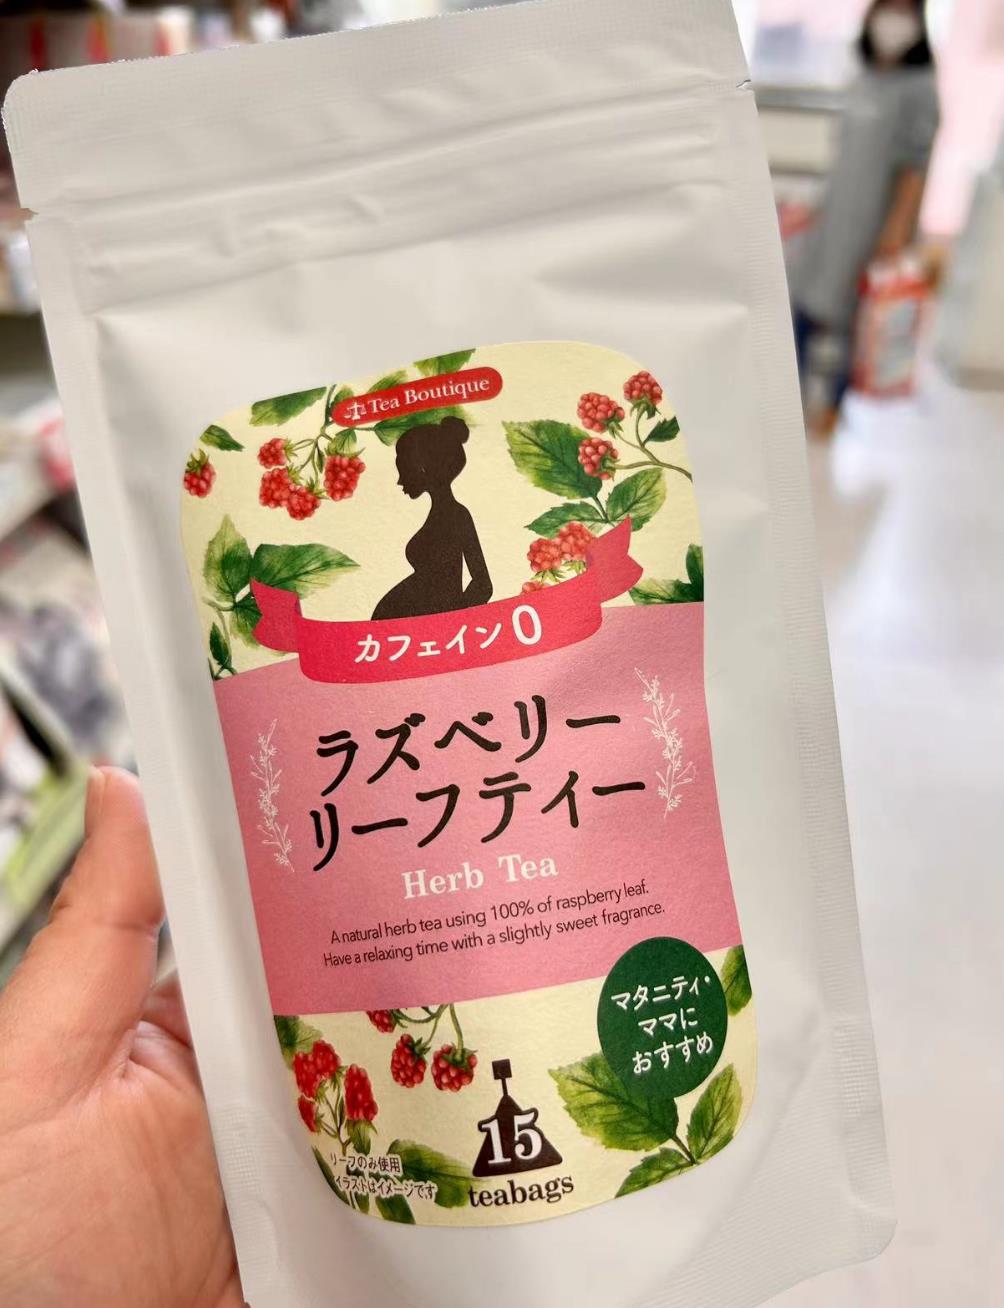 Tea Boutique
カフェイン0
ラズベリー
リーフティー
Herb Tea
A natural herb tea using 100% of raspberry leaf.
Have a relaxing time with a slightly sweet fragrance.
マタニティ・
ママに
おすすめ
15
teabags
リーフのみ使用
イラストはイメージです